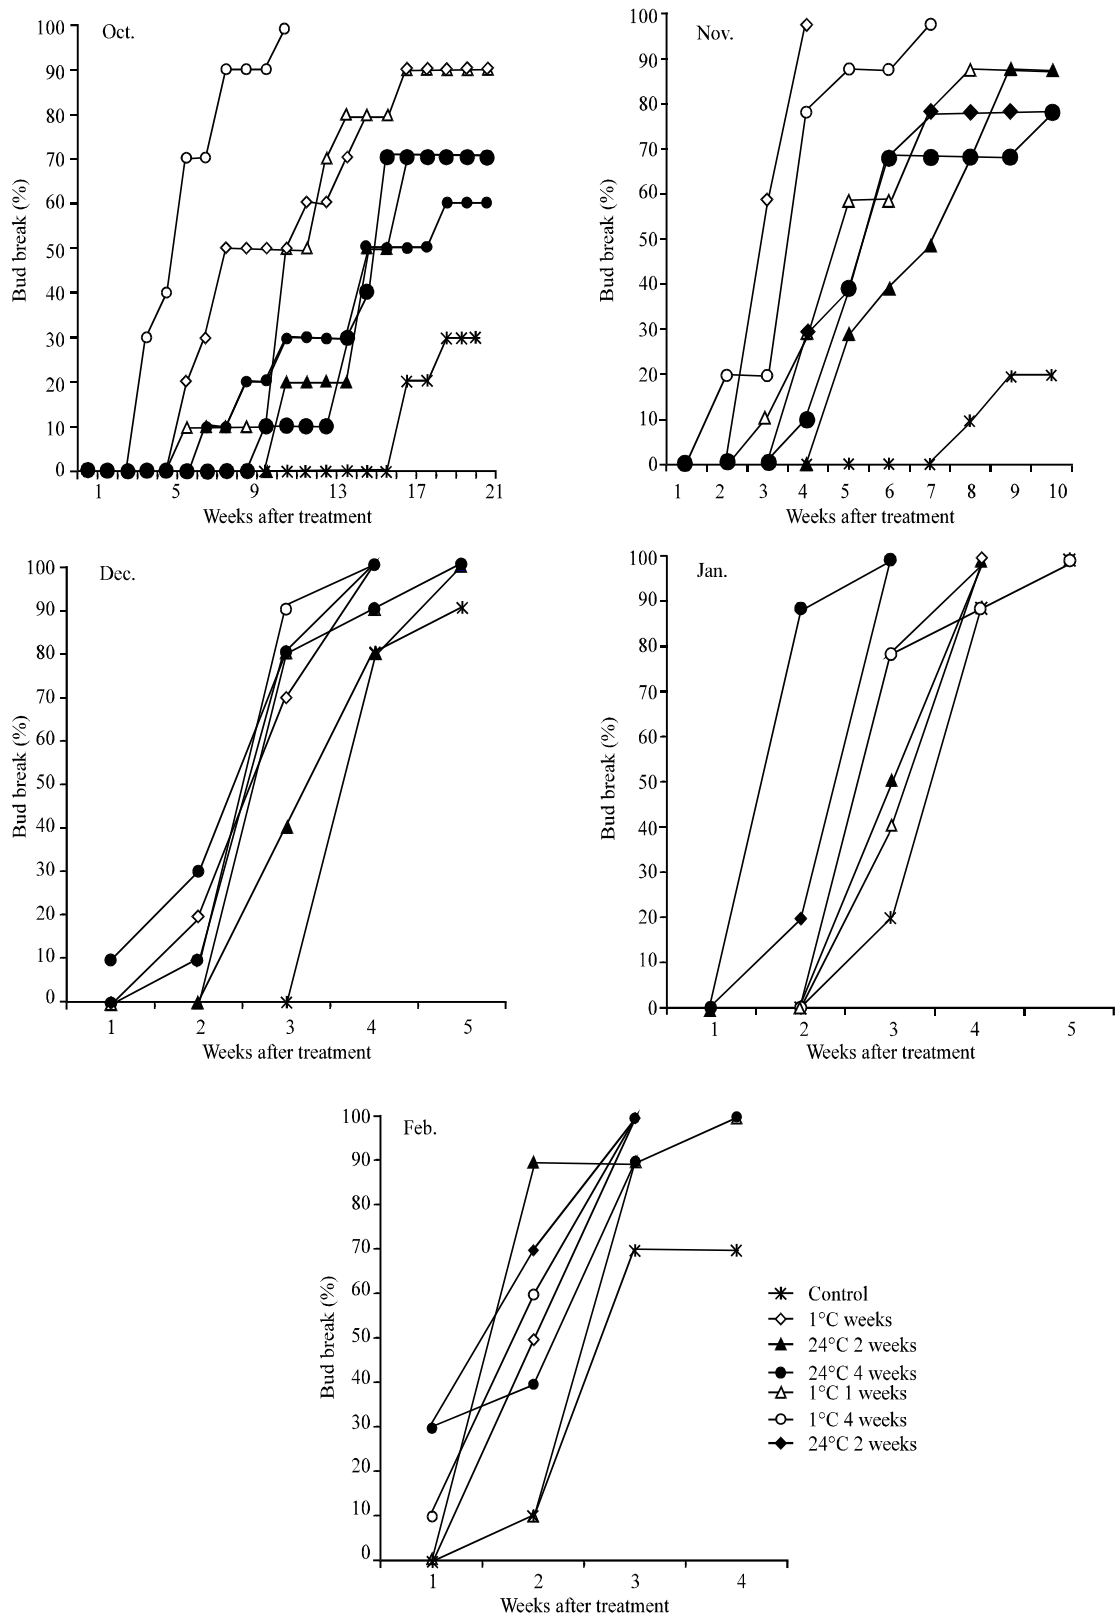 Oct.
100
90
80
70
60
50
40
30
20
10
0
Bud break (%)
1 5 9 13 17 21
Weeks after treatment
Nov.
100
90
80
70
60
50
40
30
20
10
0
Bud break (%)
1 2 3 4 5 6 7 8 9 10
Weeks after treatment
Dec.
100
90
80
70
60
50
40
30
20
10
0
Bud break (%)
1 2 3 4 5
Weeks after treatment
Jan.
100
90
80
70
60
50
40
30
20
10
0
Bud break (%)
1 2 3 4 5
Weeks after treatment
Feb.
100
90
80
70
60
50
40
30
20
10
0
Bud break (%)
1 2 3 4
Weeks after treatment
Control
1°C weeks
24°C 2 weeks
24°C 4 weeks
1°C 1 weeks
1°C 4 weeks
24°C 2 weeks